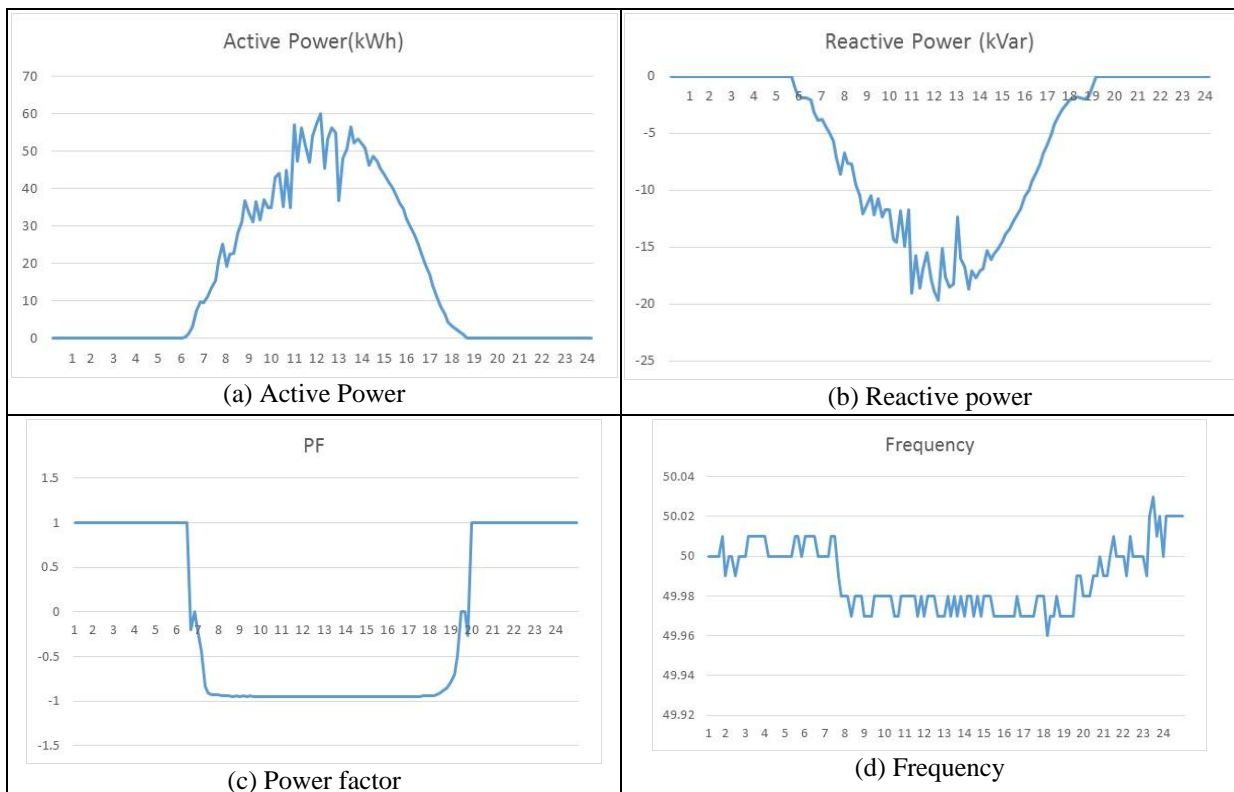 Active Power(kWh)
70
60
50
40
30
20
10
0
1 2 3 4 5 6 7 8 9 10 11 12 13 14 15 16 17 18 19 20 21 22 23 24
(a) Active Power
Reactive Power (kVar)
0
1 2 3 4 5 6 7 8 9 10 11 12 13 14 15 16 17 18 19 20 21 22 23 24
-5
-10
-15
-20
-25
(b) Reactive power
PF
1.5
1
0.5
0
1 2 3 4 5 6 7 8 9 10 11 12 13 14 15 16 17 18 19 20 21 22 23 24
-0.5
-1
-1.5
(c) Power factor
Frequency
50.04
50.02
50
49.98
49.96
49.94
49.92
1 2 3 4 5 6 7 8 9 10 11 12 13 14 15 16 17 18 19 20 21 22 23 24
(d) Frequency